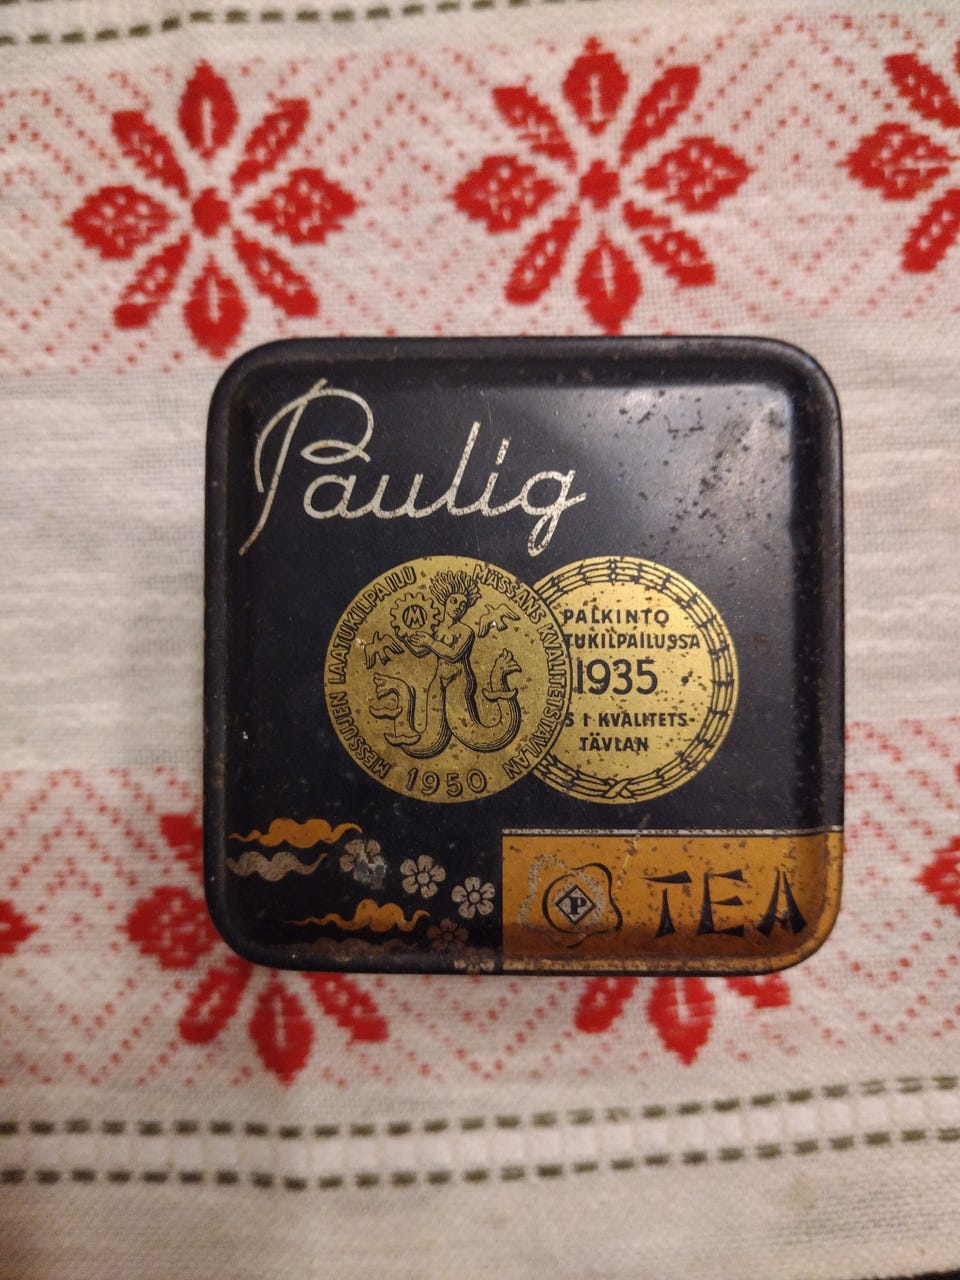 Paulig
MESSUJEN LAATUKILPAILU
MÄSSANS KVALITETSTÄVLAN
M
1950
PALKINTO
TUKILPAILUSSA
1935
S I KVALITETS-
TÄVLAN
P
TEA